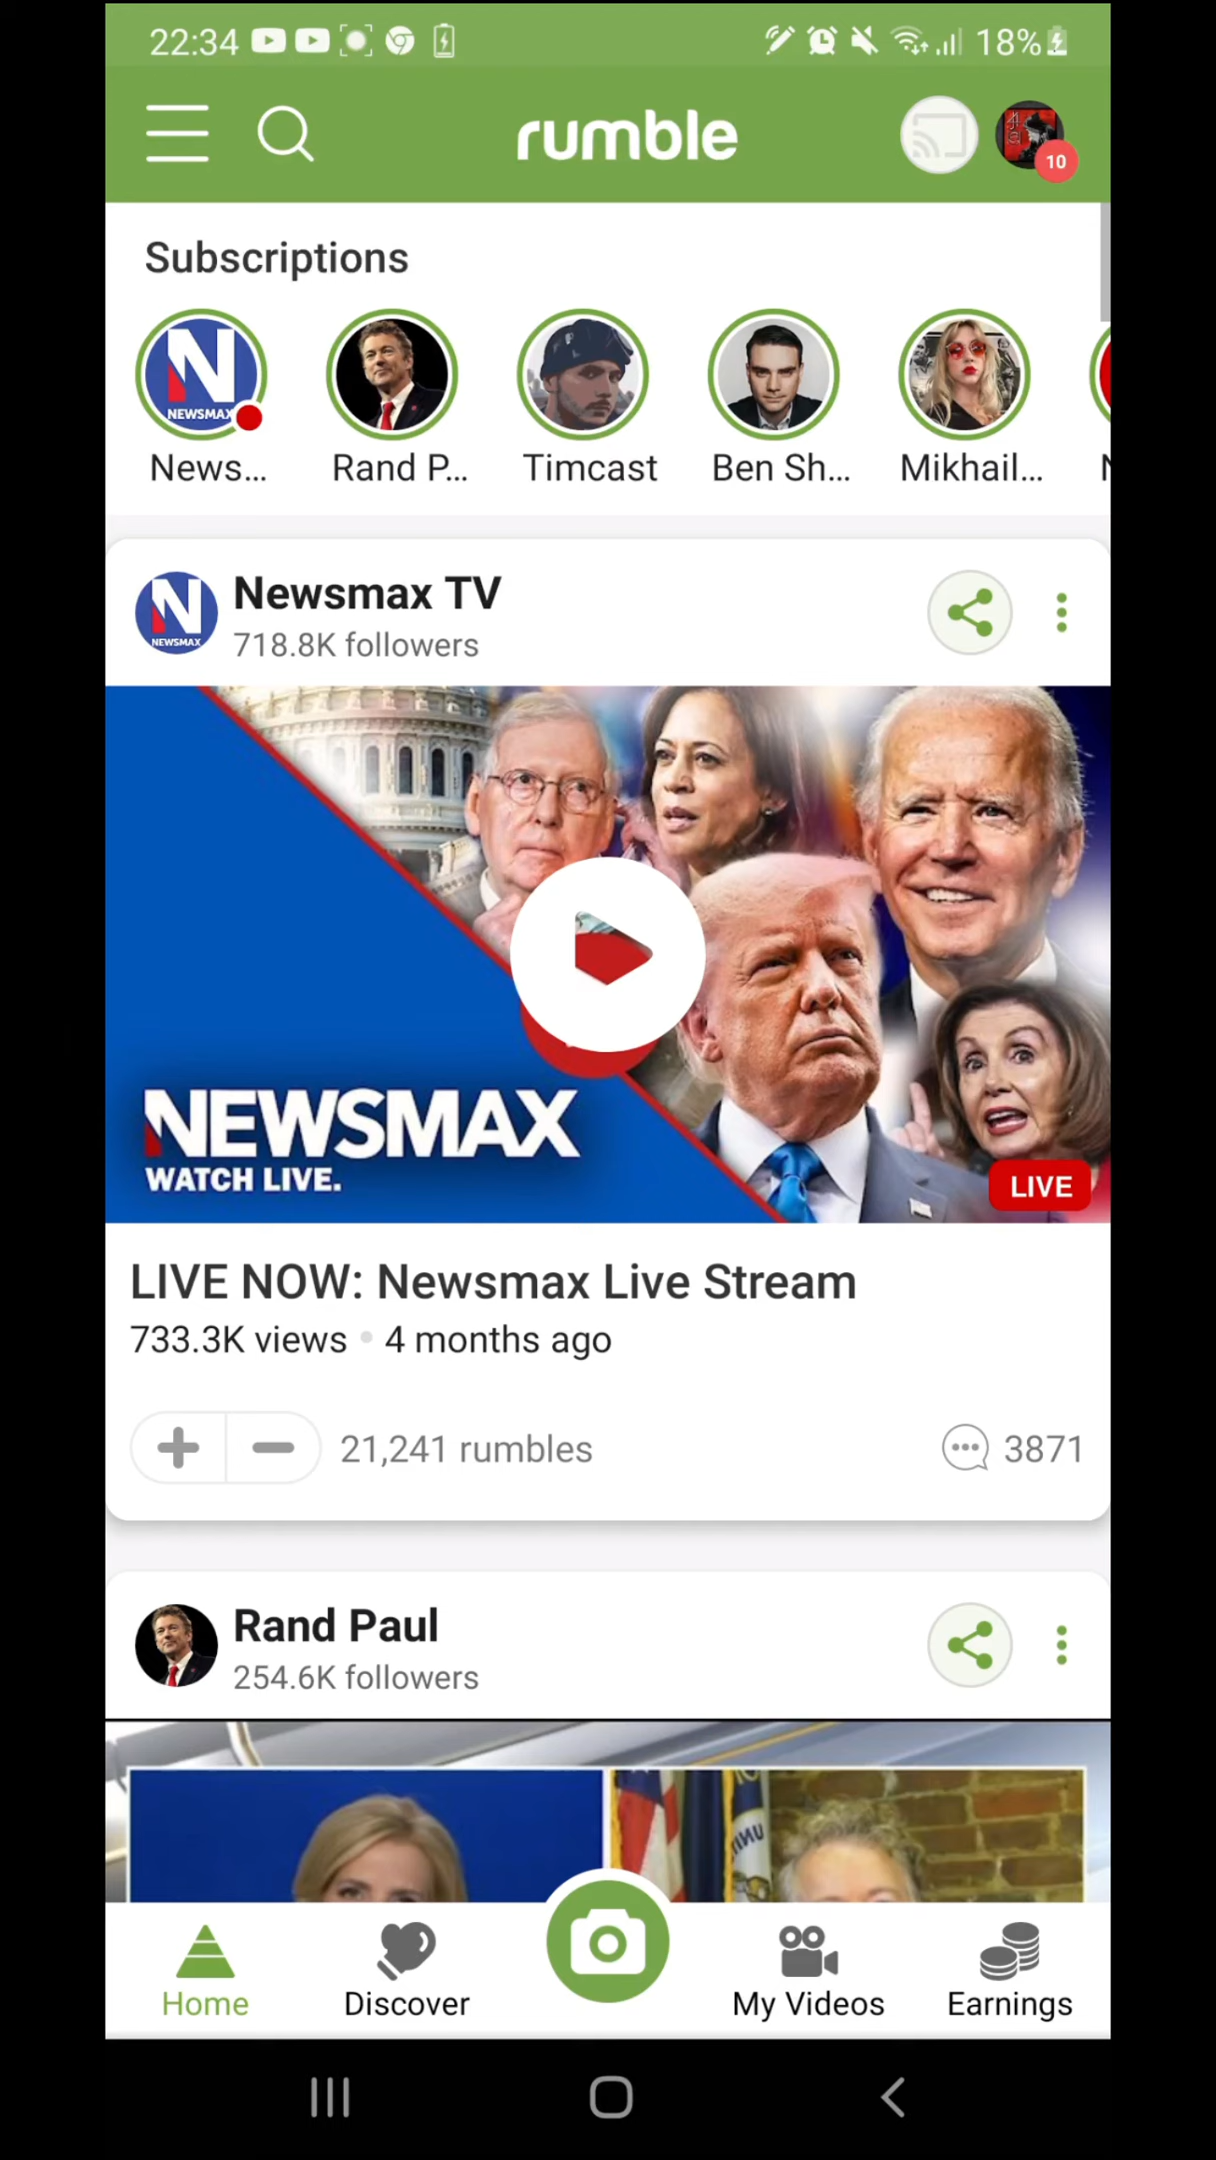 22:34
18%
rumble
10
Subscriptions
N
NEWSMAX
News...
Rand P...
Timcast
Ben Sh...
Mikhail...
Newsmax TV
718.8K followers
N
NEWSMAX
NEWSMAX
WATCH LIVE.
LIVE
LIVE NOW: Newsmax Live Stream
733.3K views • 4 months ago
21,241 rumbles
3871
Rand Paul
254.6K followers
Home
Discover
My Videos
Earnings